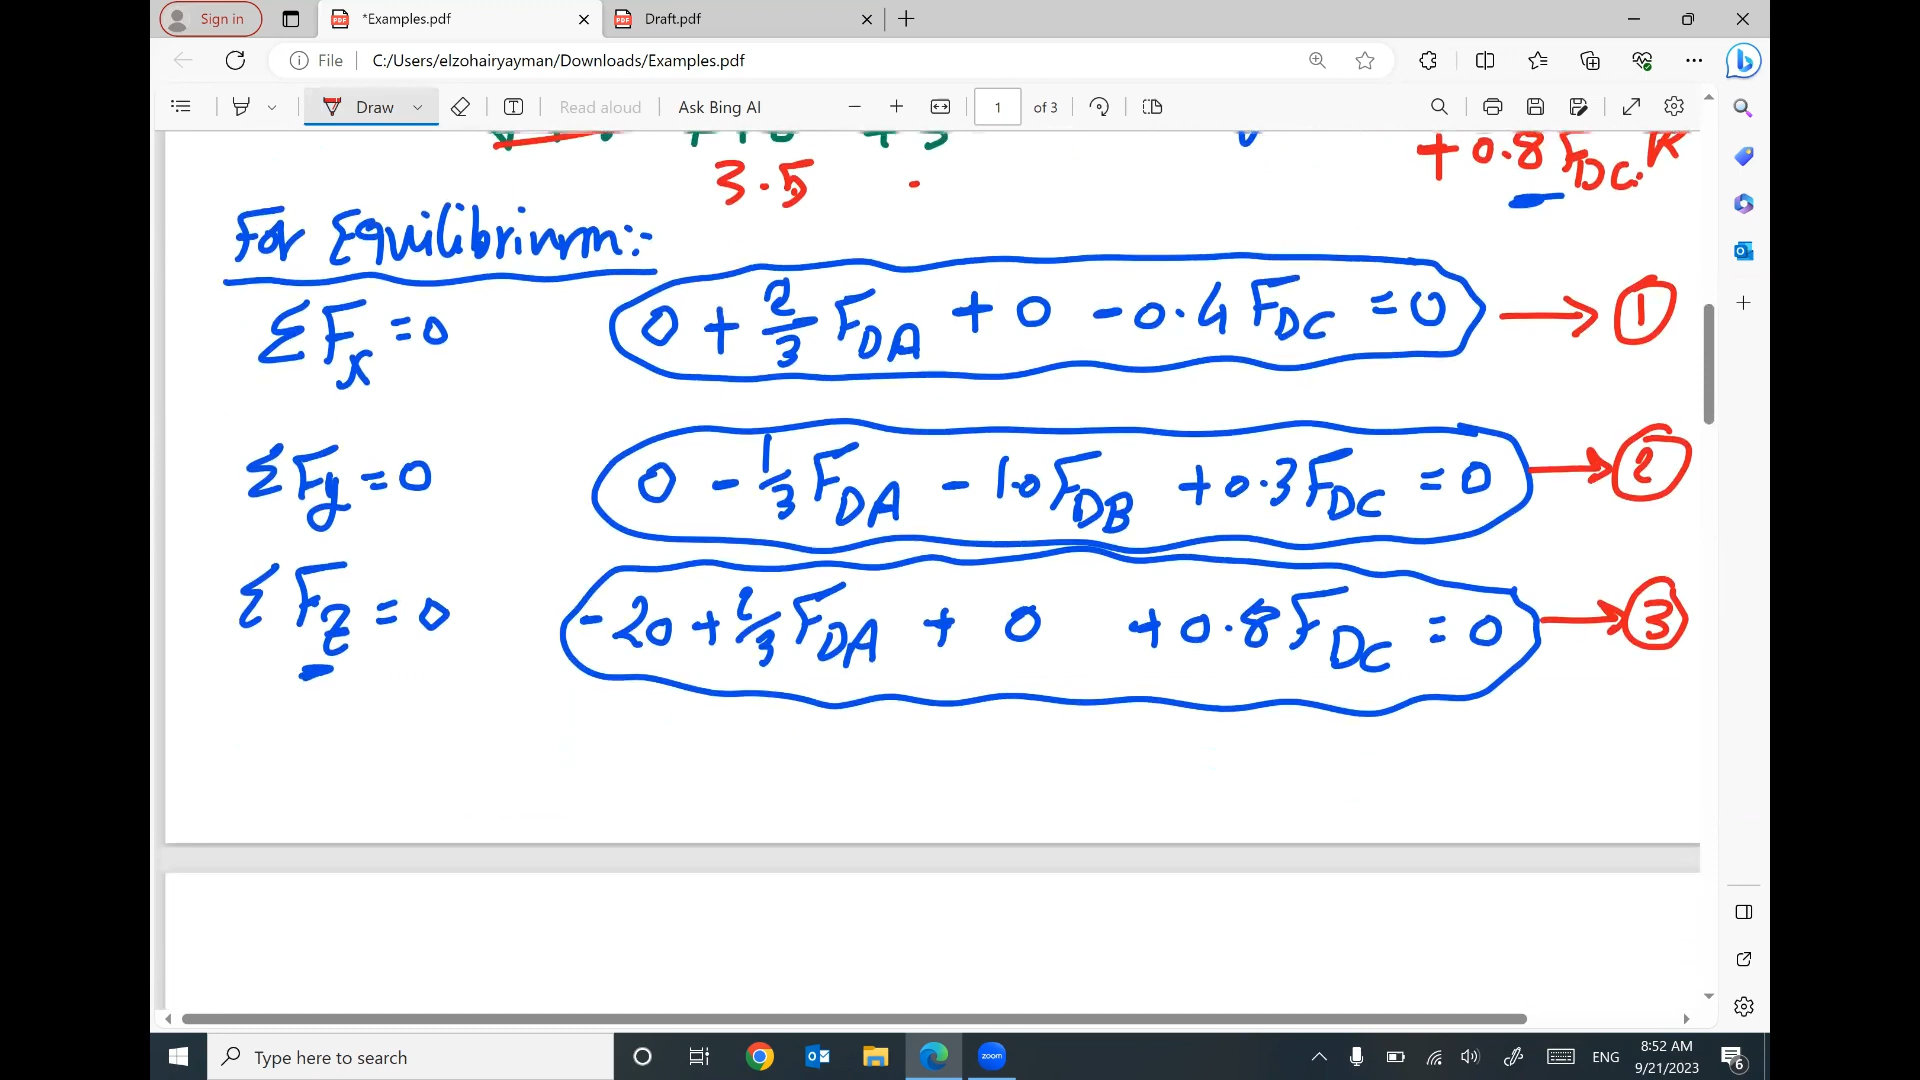 Sign in
*Examples.pdf
Draft.pdf
File
C:/Users/elzohairyayman/Downloads/Examples.pdf
Draw
Read aloud
Ask Bing AI
1
of 3
3.5
+0.8 F_DC K
For Equilibrinm:-
ΣF_x = 0
0 + 2/3 F_DA + 0 - 0.4 F_DC = 0 → ①
ΣF_y = 0
0 - 1/3 F_DA - 1.0 F_DB + 0.3 F_DC = 0 → ②
ΣF_z = 0
-20 + 2/3 F_DA + 0 + 0.8 F_DC = 0 → ③
Type here to search
zoom
ENG
8:52 AM
9/21/2023
6